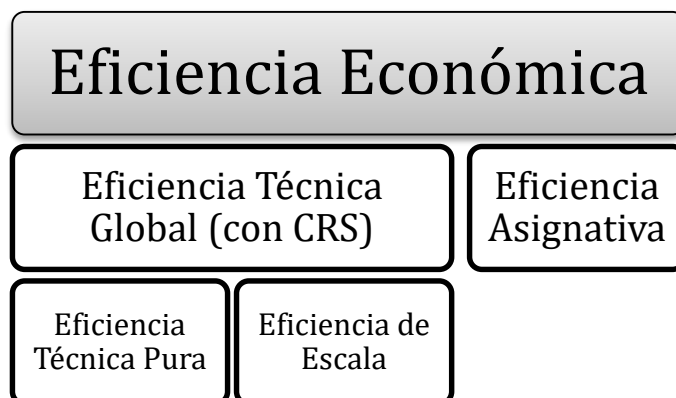 Eficiencia Económica
Eficiencia Técnica
Global (con CRS)
Eficiencia
Asignativa
Eficiencia
Técnica Pura
Eficiencia de
Escala